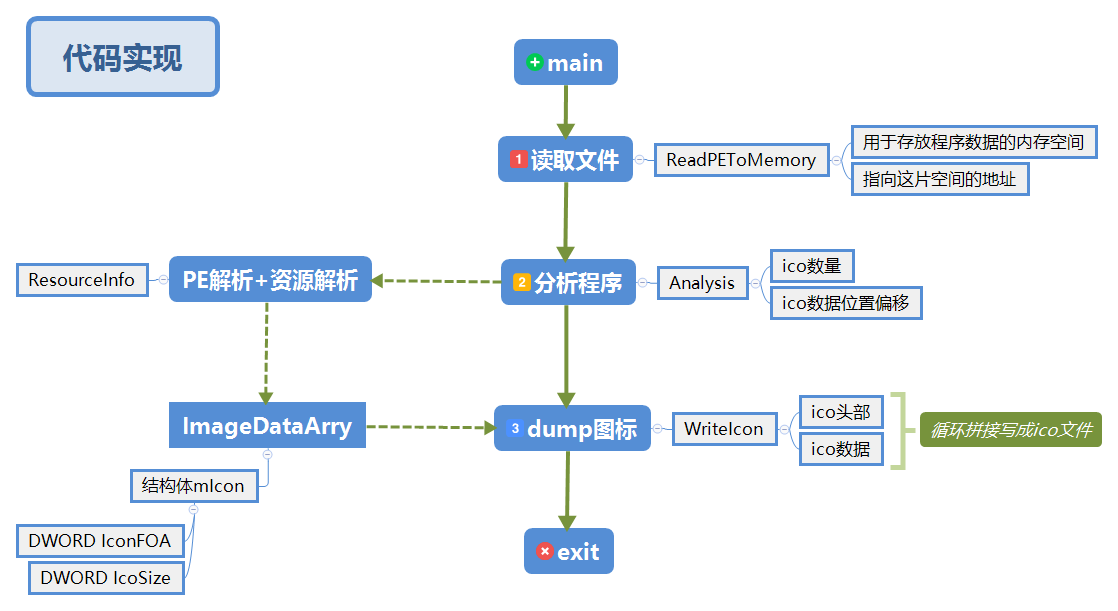 代码实现
main
1 读取文件
ReadPEToMemory
用于存放程序数据的内存空间
指向这片空间的地址
ResourceInfo
PE解析+资源解析
2 分析程序
Analysis
ico数量
ico数据位置偏移
ImageDataArry
3 dump图标
WriteIcon
ico头部
ico数据
循环拼接写成ico文件
结构体mIcon
DWORD IconFOA
DWORD IcoSize
exit